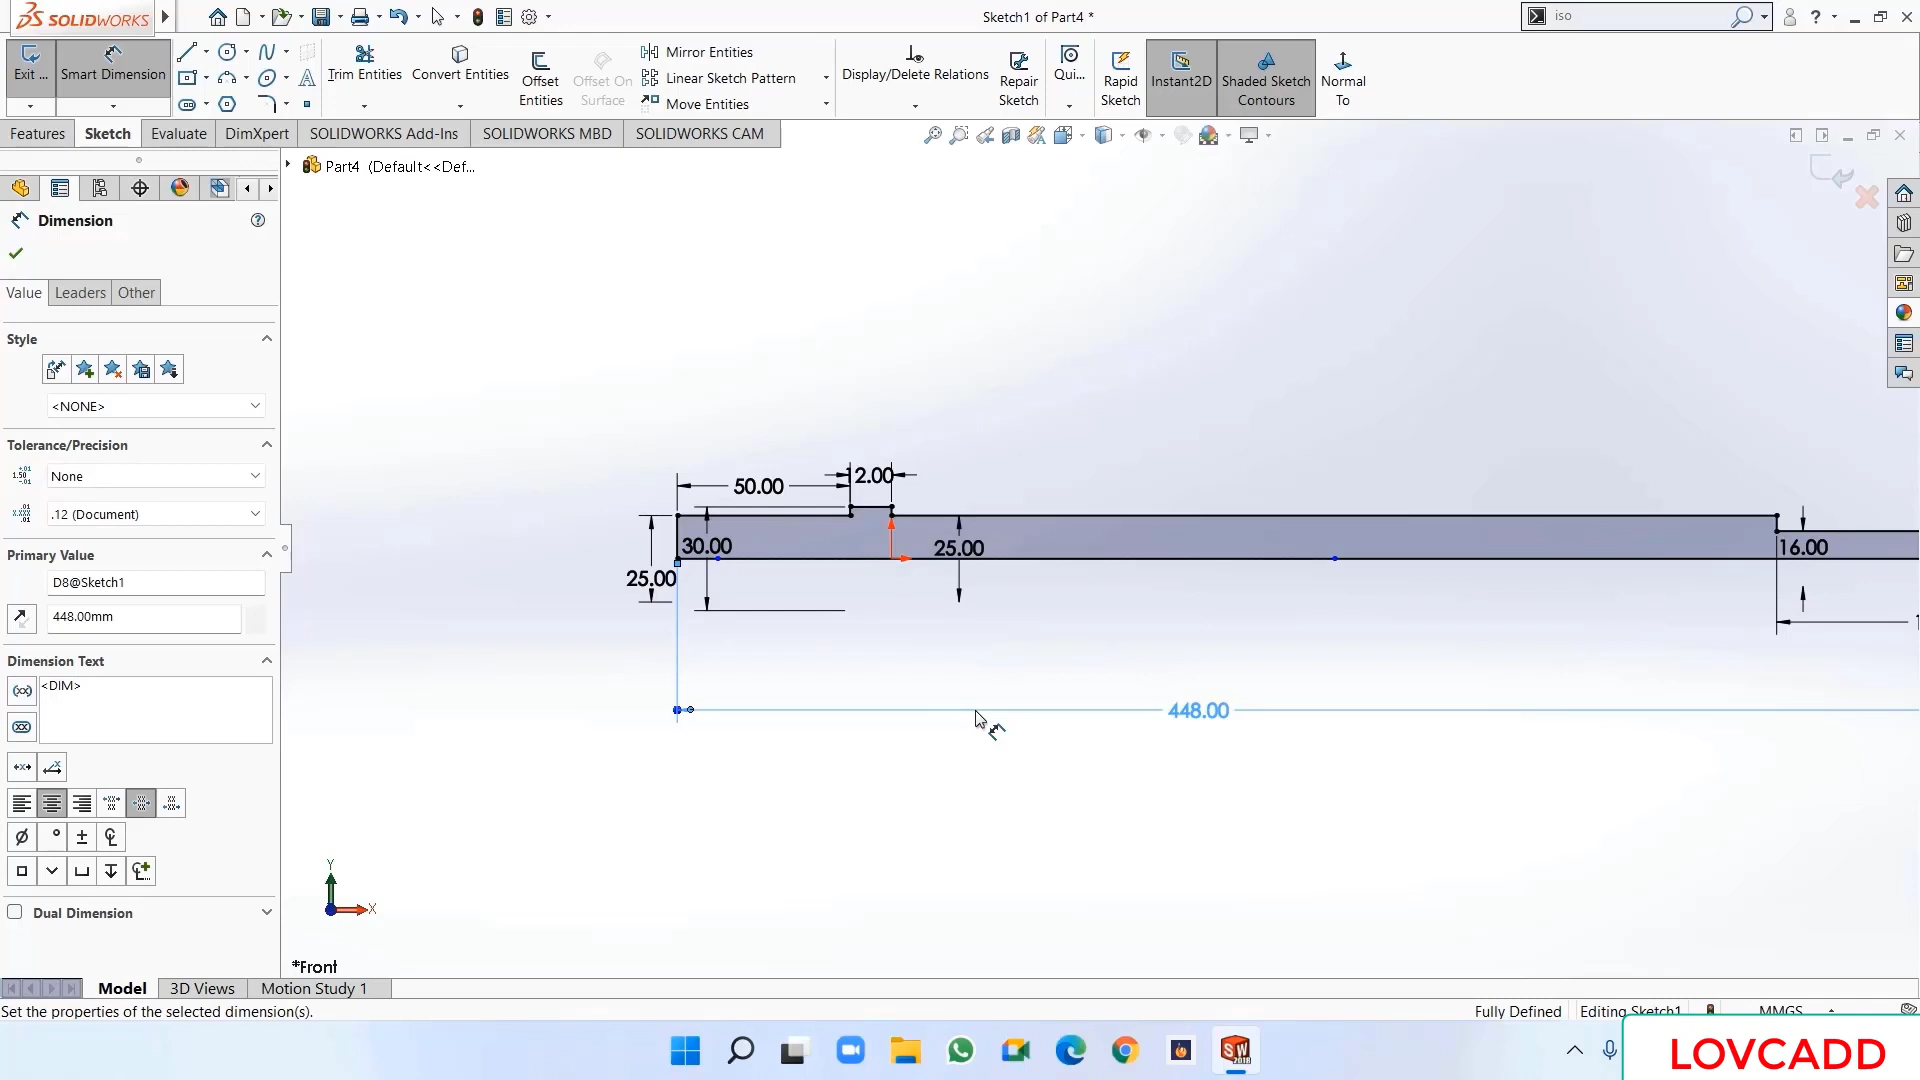 SOLIDWORKS
Sketch1 of Part4 *
iso
Exit ...
Smart Dimension
Trim Entities
Convert Entities
Offset Entities
Offset On Surface
Mirror Entities
Linear Sketch Pattern
Move Entities
Display/Delete Relations
Repair Sketch
Qui...
Rapid Sketch
Instant2D
Shaded Sketch Contours
Normal To
Features
Sketch
Evaluate
DimXpert
SOLIDWORKS Add-Ins
SOLIDWORKS MBD
SOLIDWORKS CAM
Part4 (Default<<Def...
Dimension
Value
Leaders
Other
Style
<NONE>
Tolerance/Precision
None
.12 (Document)
Primary Value
D8@Sketch1
448.00mm
Dimension Text
<DIM>
Dual Dimension
50.00
12.00
30.00
25.00
25.00
16.00
448.00
Y
X
*Front
Model
3D Views
Motion Study 1
Set the properties of the selected dimension(s).
Fully Defined
Editing Sketch1
MMGS
LOVCADD